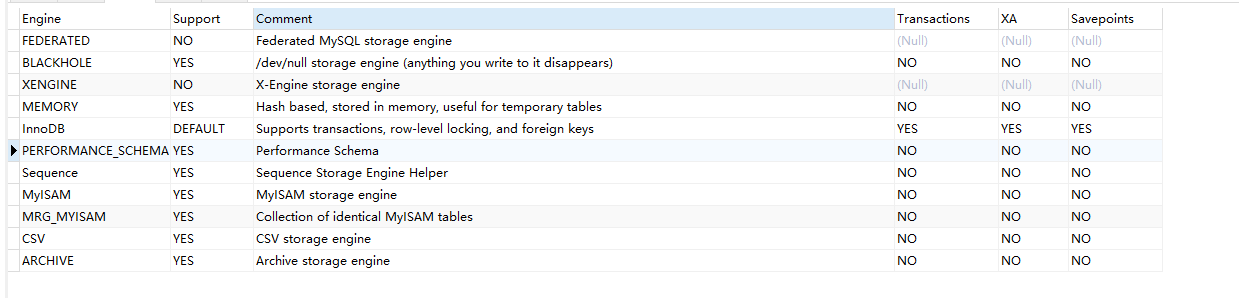 Engine Support Comment Transactions XA Savepoints
FEDERATED NO Federated MySQL storage engine (Null) (Null) (Null)
BLACKHOLE YES /dev/null storage engine (anything you write to it disappears) NO NO NO
XENGINE NO X-Engine storage engine (Null) (Null) (Null)
MEMORY YES Hash based, stored in memory, useful for temporary tables NO NO NO
InnoDB DEFAULT Supports transactions, row-level locking, and foreign keys YES YES YES
PERFORMANCE_SCHEMA YES Performance Schema NO NO NO
Sequence YES Sequence Storage Engine Helper NO NO NO
MyISAM YES MyISAM storage engine NO NO NO
MRG_MYISAM YES Collection of identical MyISAM tables NO NO NO
CSV YES CSV storage engine NO NO NO
ARCHIVE YES Archive storage engine NO NO NO